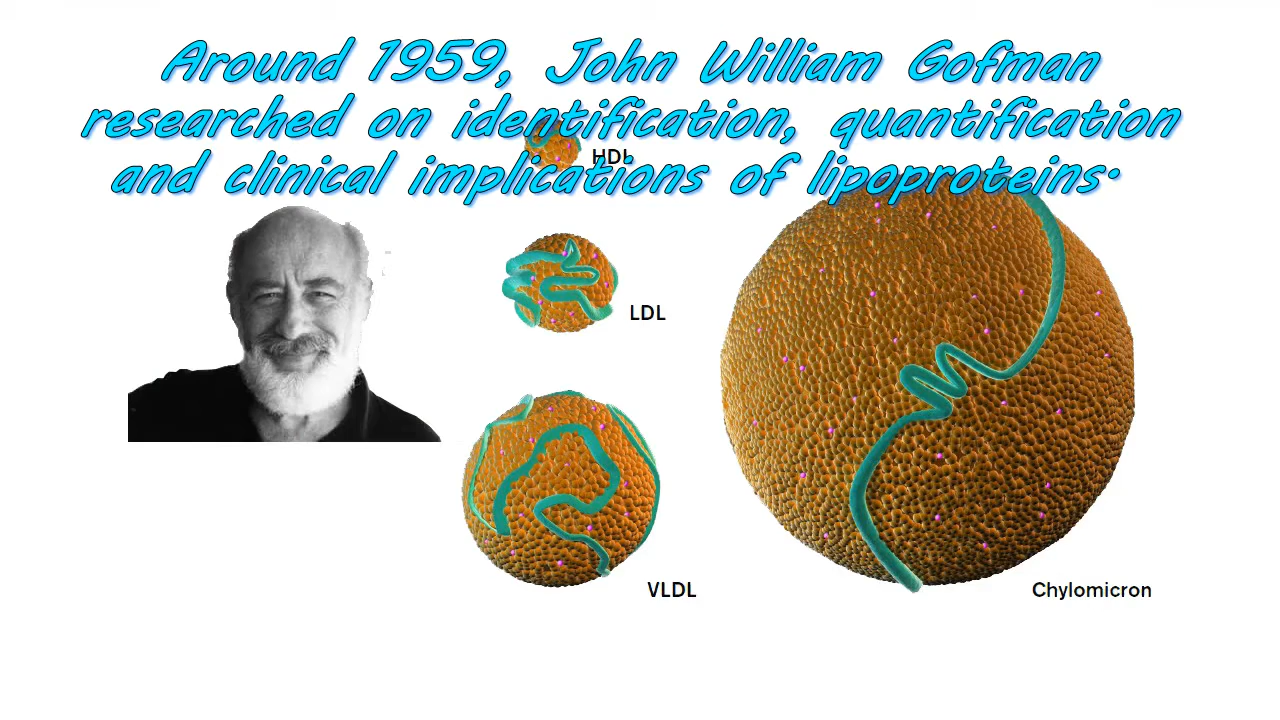 Around 1959, John William Gofman
researched on identification, quantification
and clinical implications of lipoproteins.
HDL
LDL
VLDL
Chylomicron